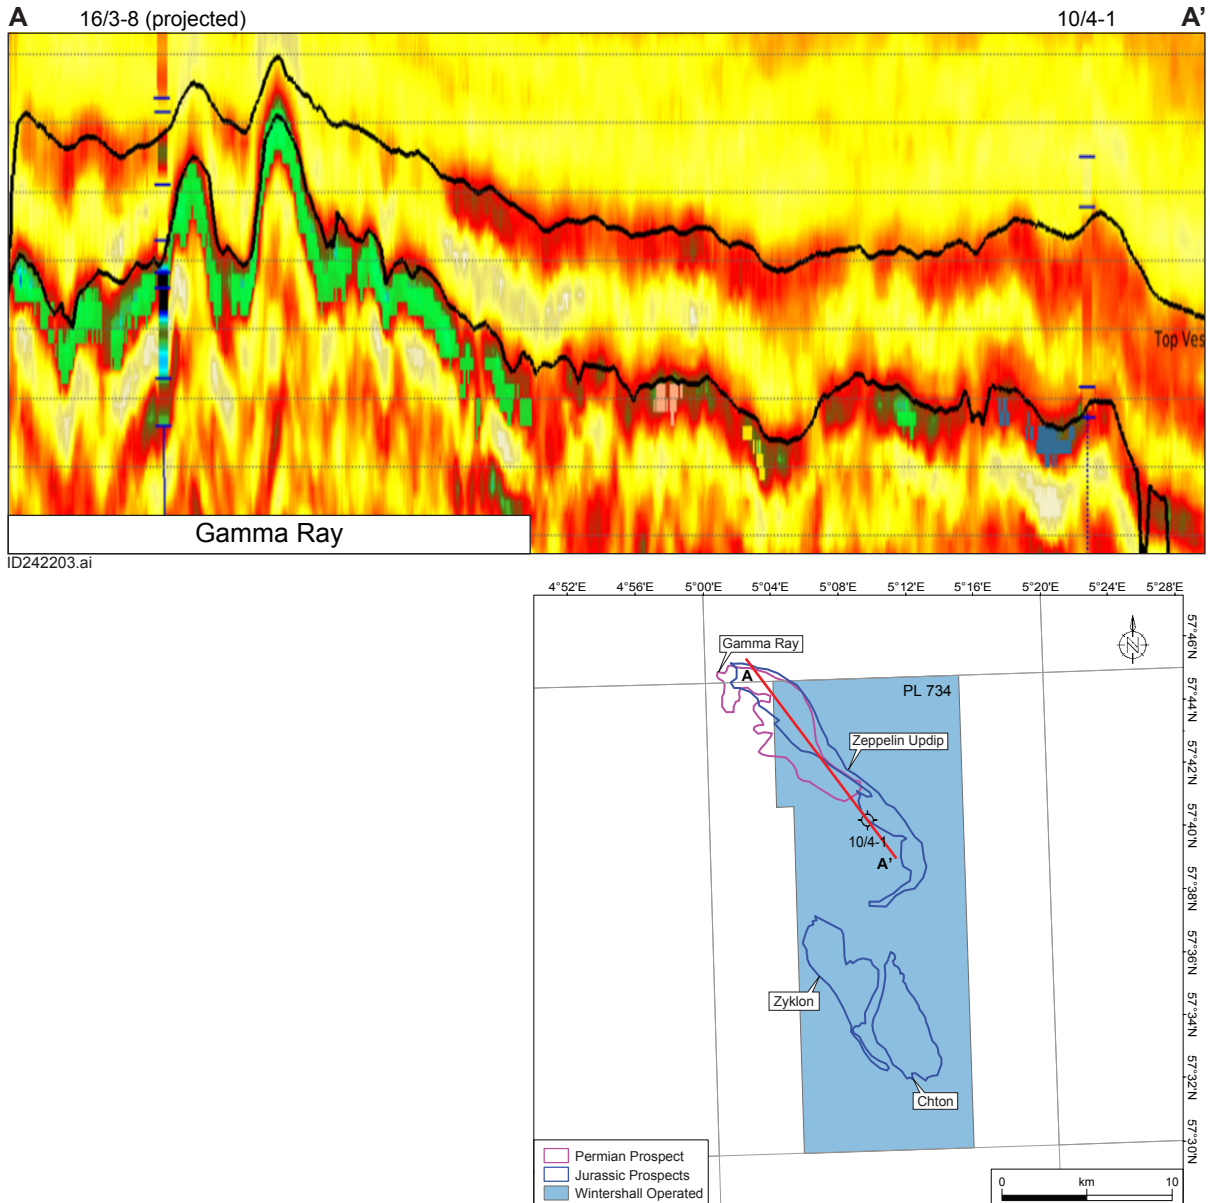 A 16/3-8 (projected) 10/4-1 A'
Top Ves
Gamma Ray
ID242203.ai
4°52'E 4°56'E 5°00'E 5°04'E 5°08'E 5°12'E 5°16'E 5°20'E 5°24'E 5°28'E
57°46'N
57°44'N
57°42'N
57°40'N
57°38'N
57°36'N
57°34'N
57°32'N
57°30'N
N
Gamma Ray
A
PL 734
Zeppelin Updip
10/4-1
A'
Zyklon
Chton
Permian Prospect
Jurassic Prospects
Wintershall Operated
0 km 10